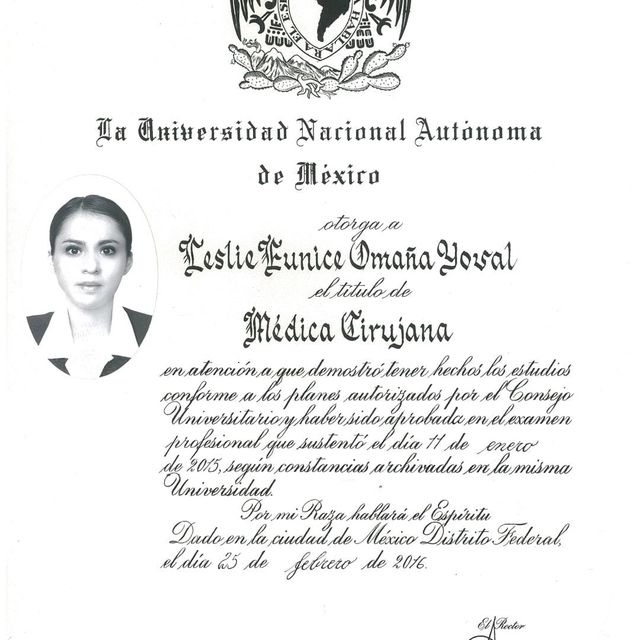 HABLARA EL ES
La Universidad Nacional Autónoma
de México
otorga a
Leslie Eunice Omaña Yoval
el título de
Médica Cirujana
en atención a que demostró tener hechos los estudios
conforme a los planes autorizados por el Consejo
Universitario y haber sido aprobada en el examen
profesional que sustentó el día 11 de enero
de 2015, según constancias archivadas en la misma
Universidad.
Por mi Raza hablará el Espíritu
Dado en la ciudad de México Distrito Federal,
el día 25 de febrero de 2016.
El Rector